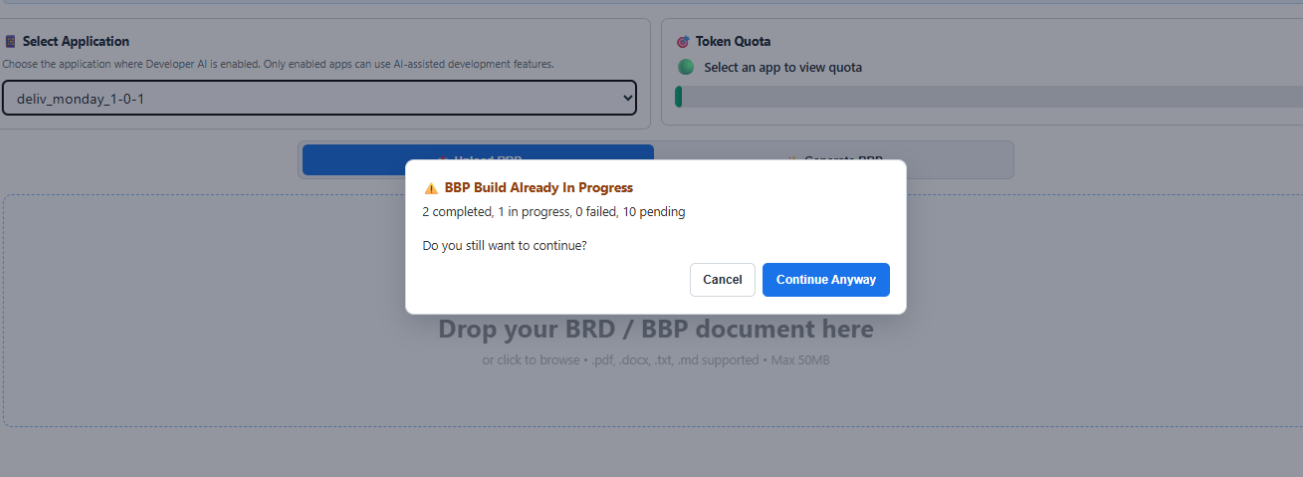 Select Application
Choose the application where Developer AI is enabled. Only enabled apps can use AI-assisted development features.
deliv_monday_1-0-1
Token Quota
Select an app to view quota
BBP Build Already In Progress
2 completed, 1 in progress, 0 failed, 10 pending
Do you still want to continue?
Cancel
Continue Anyway
Drop your BRD / BBP document here
or click to browse • .pdf, .docx, .txt, .md supported • Max 50MB